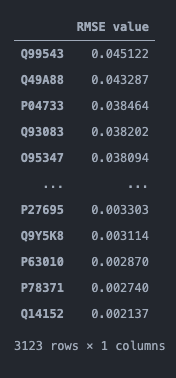 RMSE value
Q99543 0.045122
Q49A88 0.043287
P04733 0.038464
Q93083 0.038202
O95347 0.038094
... ...
P27695 0.003303
Q9Y5K8 0.003114
P63010 0.002870
P78371 0.002740
Q14152 0.002137
3123 rows × 1 columns